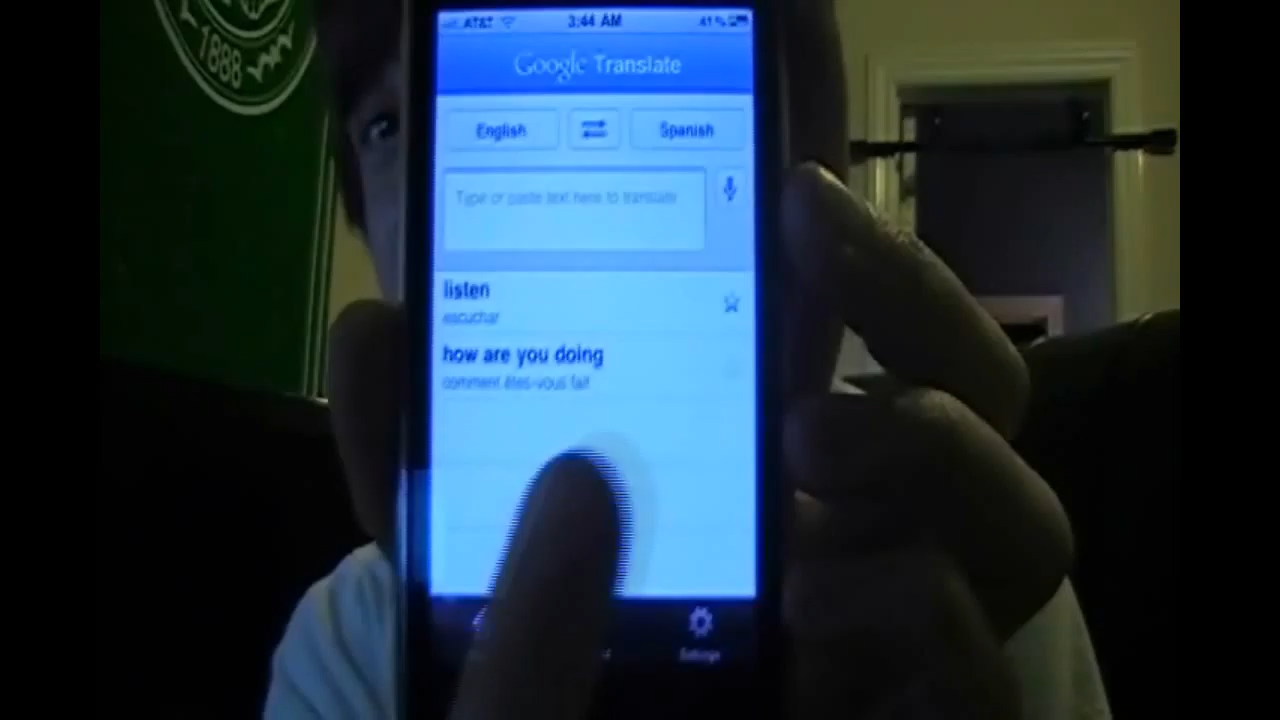 1888
AT&T 3:44 AM 41%
Google Translate
English Spanish
Type or paste text here to translate
listen
escuchar
how are you doing
comment êtes-vous fait
Settings